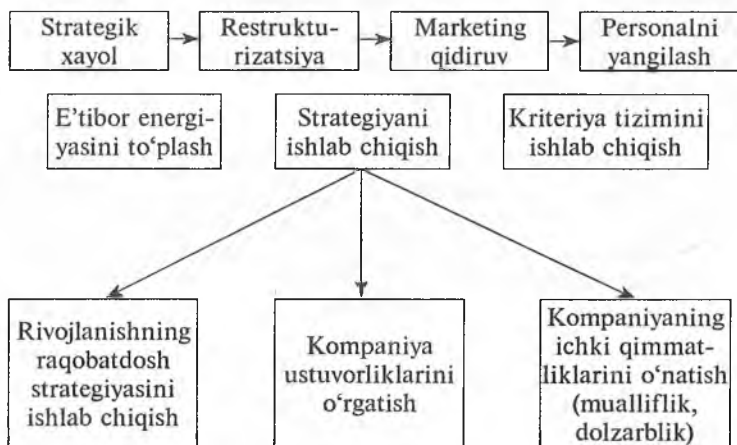 Strategik
xayol
Restruktu-
rizatsiya
Marketing
qidiruv
Personalni
yangilash
E'tibor energi-
yasini to‘plash
Strategiyani
ishlab chiqish
Kriteriya tizimini
ishlab chiqish
Rivojlanishning
raqobatdosh
strategiyasini
ishlab chiqish
Kompaniya
ustuvorliklarini
o‘rgatish
Kompaniyaning
ichki qimmat-
liklarini o‘natish
(mualliflik,
dolzarblik)